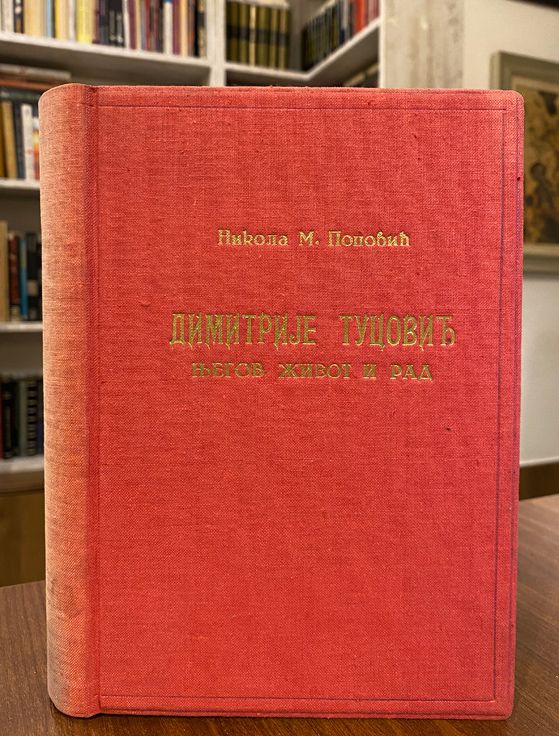 Никола М. Поповић
ДИМИТРИЈЕ ТУЦОВИЋ
ЊЕГОВ ЖИВОТ И РАД